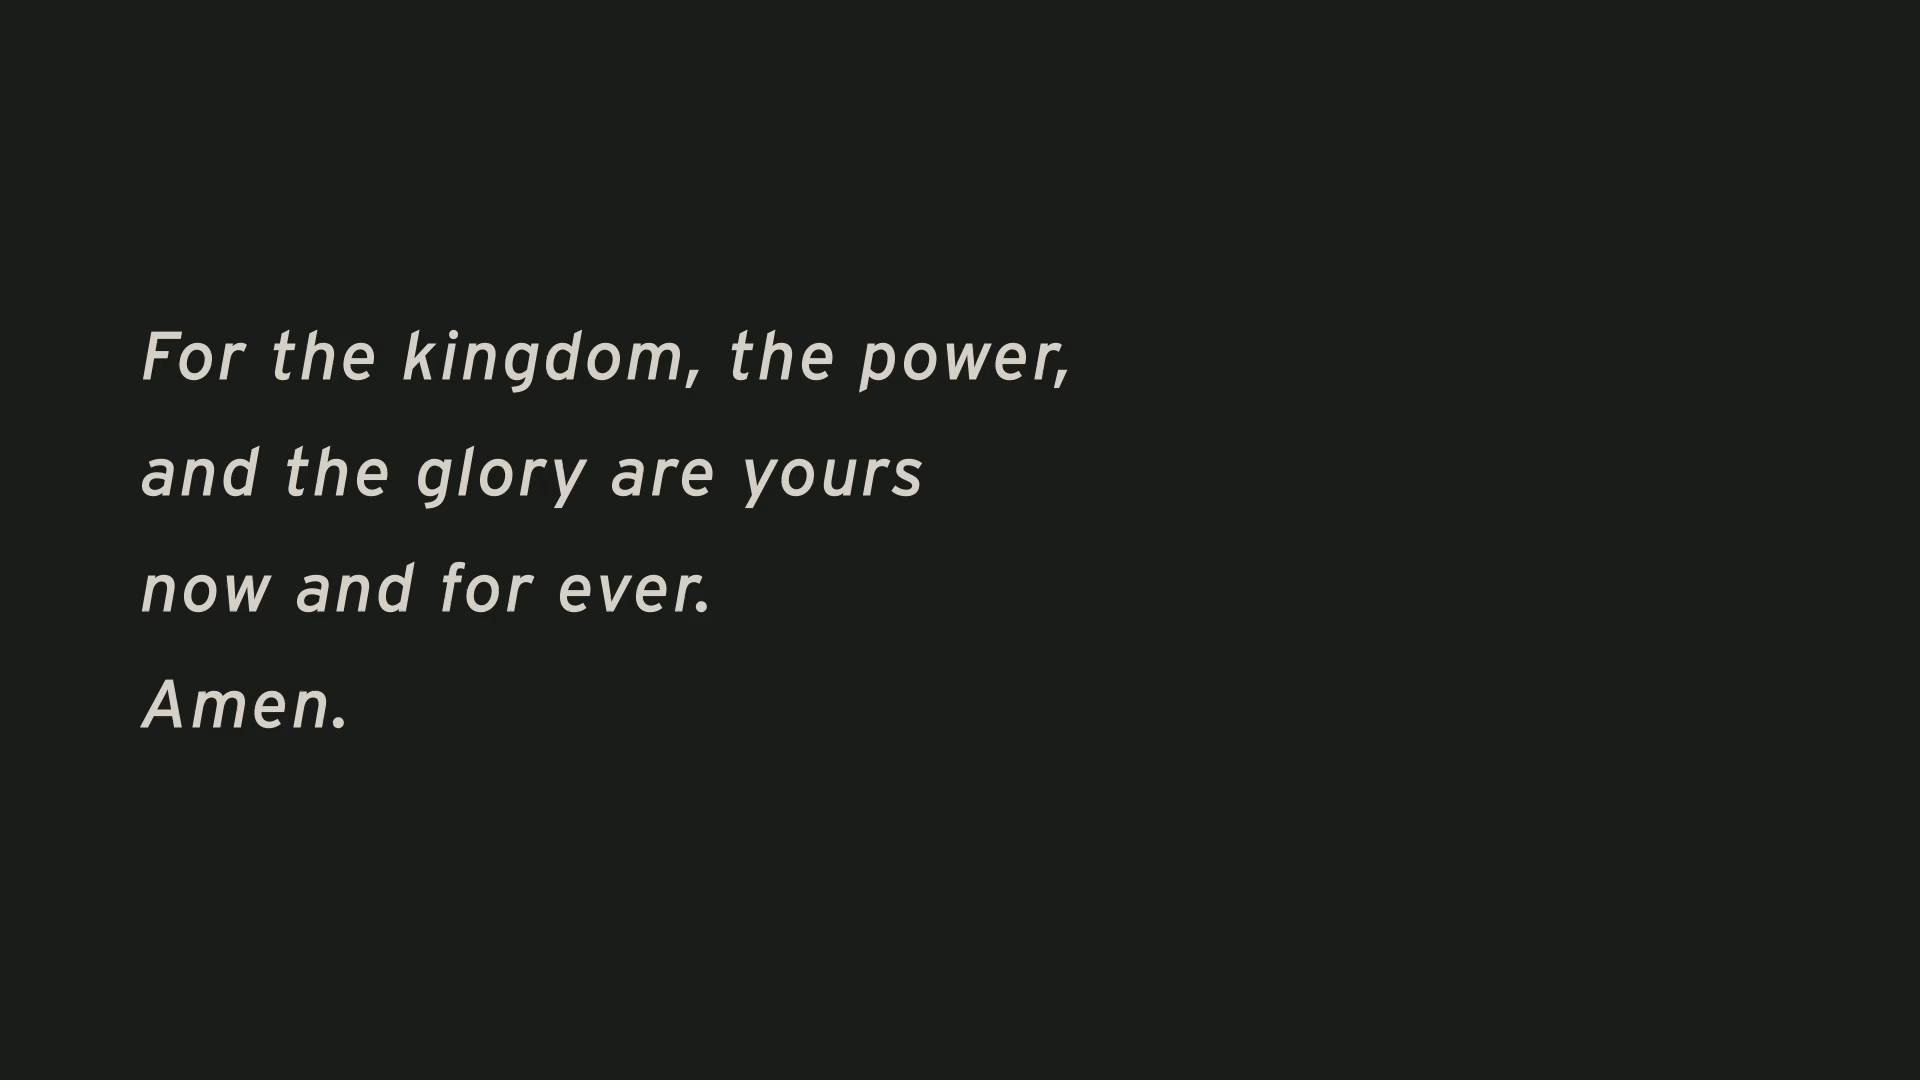 For the kingdom, the power,
and the glory are yours
now and for ever.
Amen.